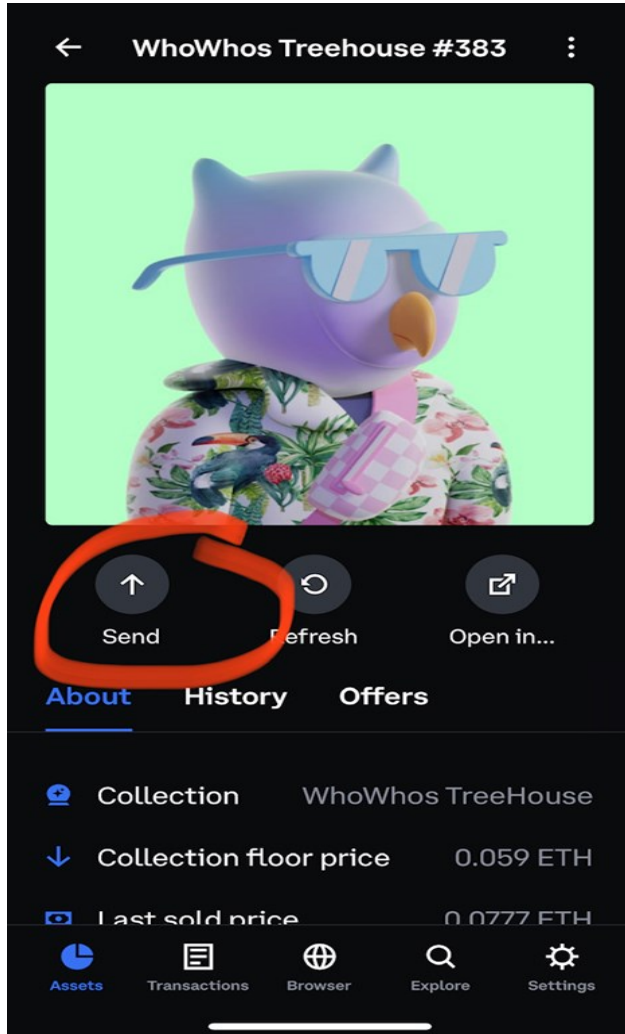 WhoWhos Treehouse #383
Send Refresh Open in...
About History Offers
Collection WhoWhos TreeHouse
Collection floor price 0.059 ETH
Last sold price 0.0777 ETH
Assets Transactions Browser Explore Settings